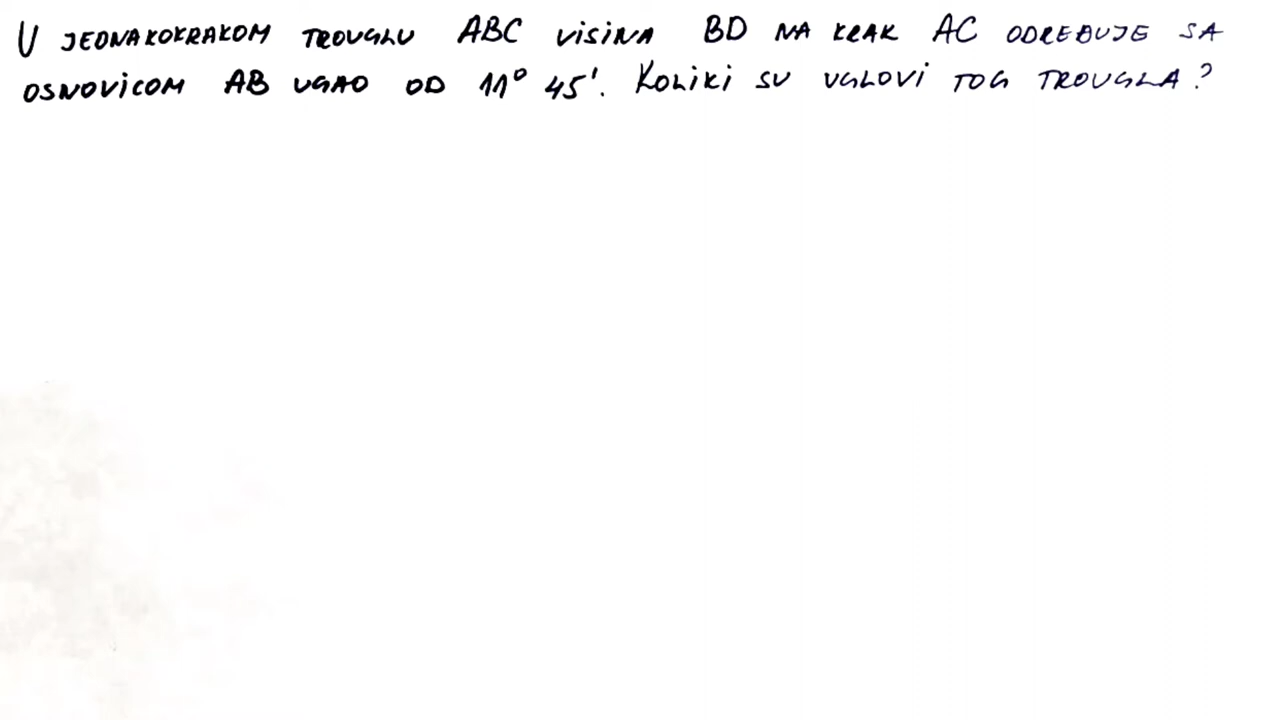 U JEDNAKOKRAKOM TROUGLU ABC VISINA BD NA KRAK AC ODREĐUJE SA
OSNOVICOM AB UGAO OD 11° 45'. KOLIKI SU UGLOVI TOG TROUGLA?